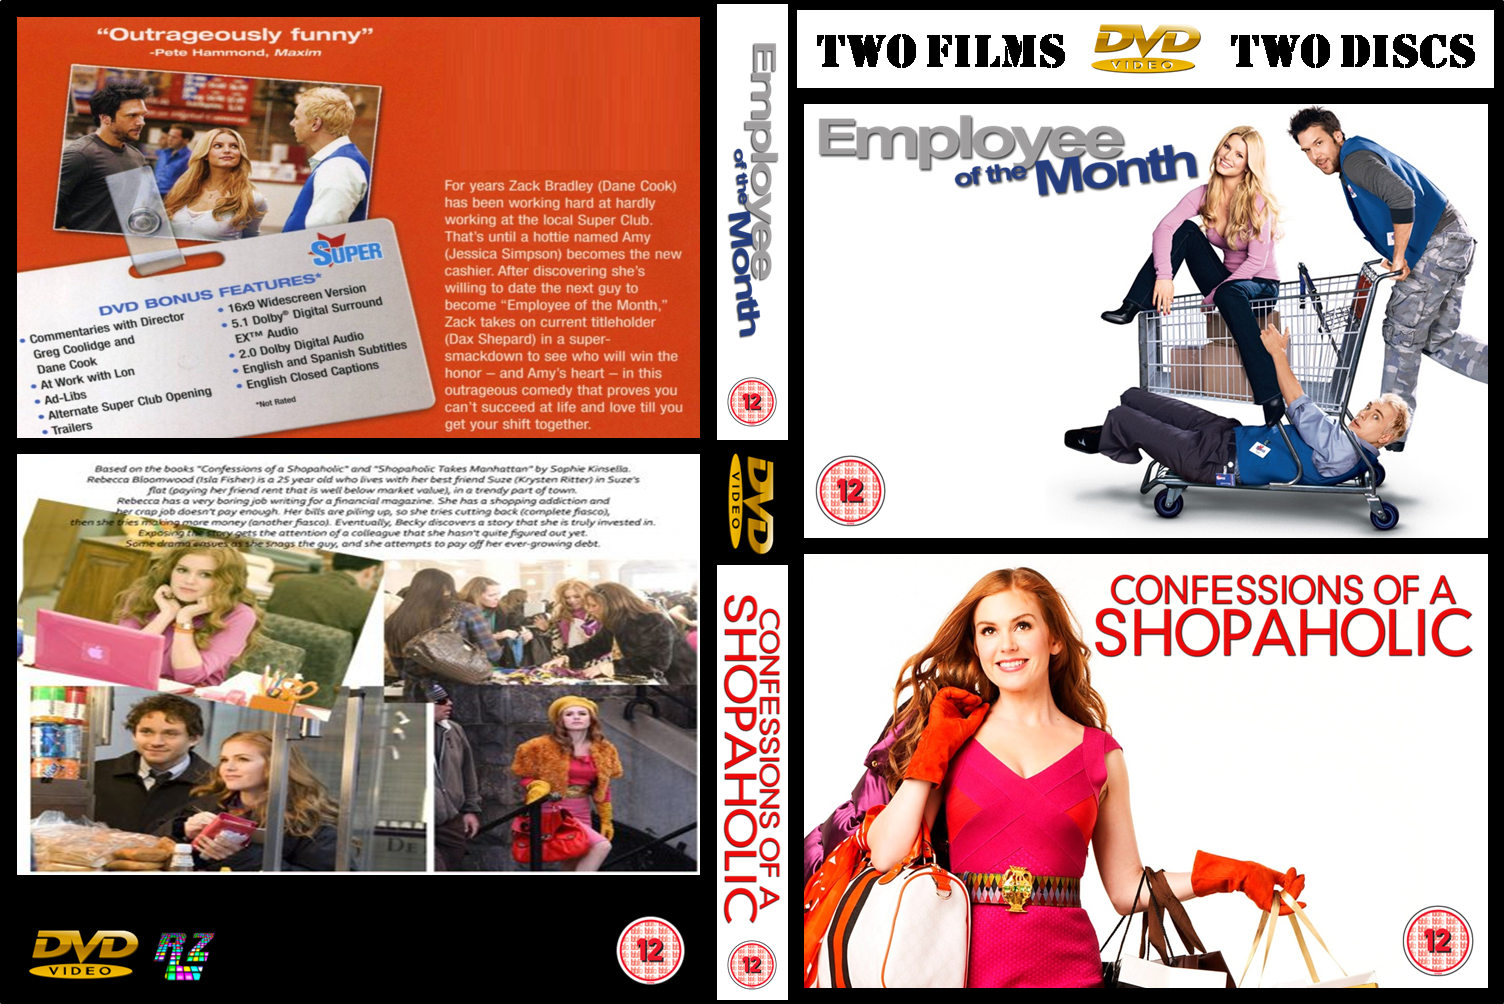 “Outrageously funny”
-Pete Hammond, Maxim
For years Zack Bradley (Dane Cook)
has been working hard at hardly
working at the local Super Club.
That's until a hottie named Amy
(Jessica Simpson) becomes the new
cashier. After discovering she's
willing to date the next guy to
become “Employee of the Month,”
Zack takes on current titleholder
(Dax Shepard) in a super-
smackdown to see who will win the
honor – and Amy's heart – in this
outrageous comedy that proves you
can't succeed at life and love till you
get your shift together.
SUPER
DVD BONUS FEATURES*
• Commentaries with Director
Greg Coolidge and
Dane Cook
• At Work with Lon
• Ad-Libs
• Alternate Super Club Opening
• Trailers
• 16x9 Widescreen Version
• 5.1 Dolby® Digital Surround
EX™ Audio
• 2.0 Dolby Digital Audio
• English and Spanish Subtitles
• English Closed Captions
*Not Rated
Based on the books "Confessions of a Shopaholic" and "Shopaholic Takes Manhattan" by Sophie Kinsella.
Rebecca Bloomwood (Isla Fisher) is a 25 year old who lives with her best friend Suze (Krysten Ritter) in Suze's
flat (paying her friend rent that is well below market value), in a trendy part of town.
Rebecca has a very boring job writing for a financial magazine. She has a shopping addiction and
her crap job doesn't pay enough. Her bills are piling up, so she tries cutting back (complete fiasco),
then she tries making more money (another fiasco). Eventually, Becky discovers a story that she is truly invested in.
Exposing the story gets the attention of a colleague that she hasn't quite figured out yet.
Some drama ensues as she snags the guy, and she attempts to pay off her ever-growing debt.
DE
DVD
VIDEO
RZ
12
Employee
of the Month
12
DVD
VIDEO
CONFESSIONS OF A
SHOPAHOLIC
12
TWO FILMS
DVD
VIDEO
TWO DISCS
Employee
of the Month
12
CONFESSIONS OF A
SHOPAHOLIC
12